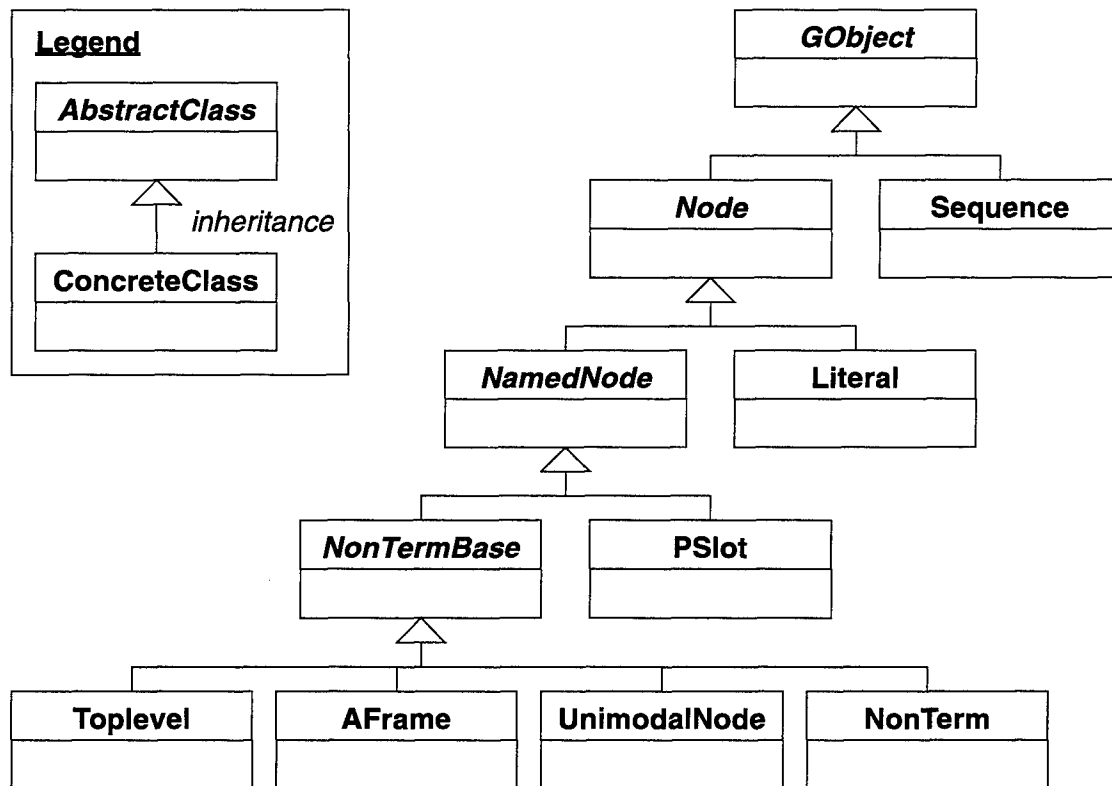 Legend
AbstractClass
inheritance
ConcreteClass
GObject
Node
Sequence
NamedNode
Literal
NonTermBase
PSlot
Toplevel
AFrame
UnimodalNode
NonTerm